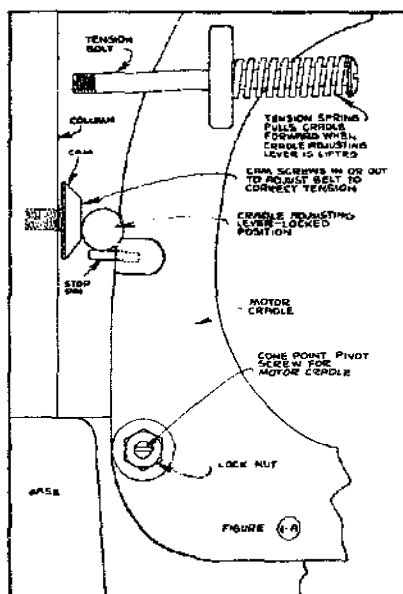 TENSION
BOLT
TENSION SPRING
PULLS CRADLE
FORWARD WHEN
CRADLE ADJUSTING
LEVER IS LIFTED
COLUMN
CAM
CAM SCREWS IN OR OUT
TO ADJUST BELT TO
CORRECT TENSION
CRADLE ADJUSTING
LEVER-LOCKED
POSITION
STOP
PIN
MOTOR
CRADLE
CONE POINT PIVOT
SCREW FOR
MOTOR CRADLE
LOCK NUT
BASE
FIGURE 4-A